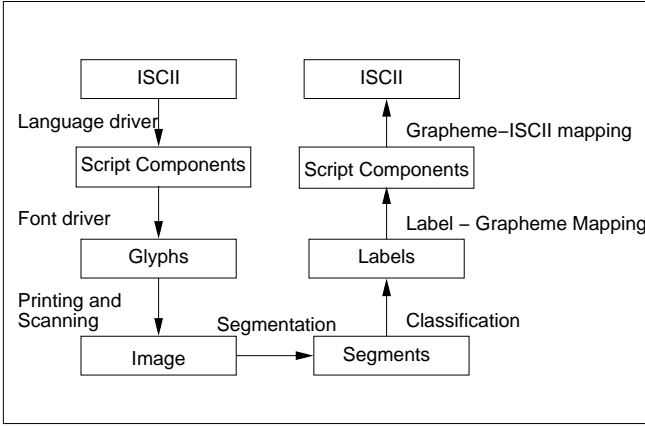 ISCII
Language driver
Script Components
Font driver
Glyphs
Printing and
Scanning
Image
Segmentation
Segments
Classification
Labels
Label – Grapheme Mapping
Script Components
Grapheme–ISCII mapping
ISCII